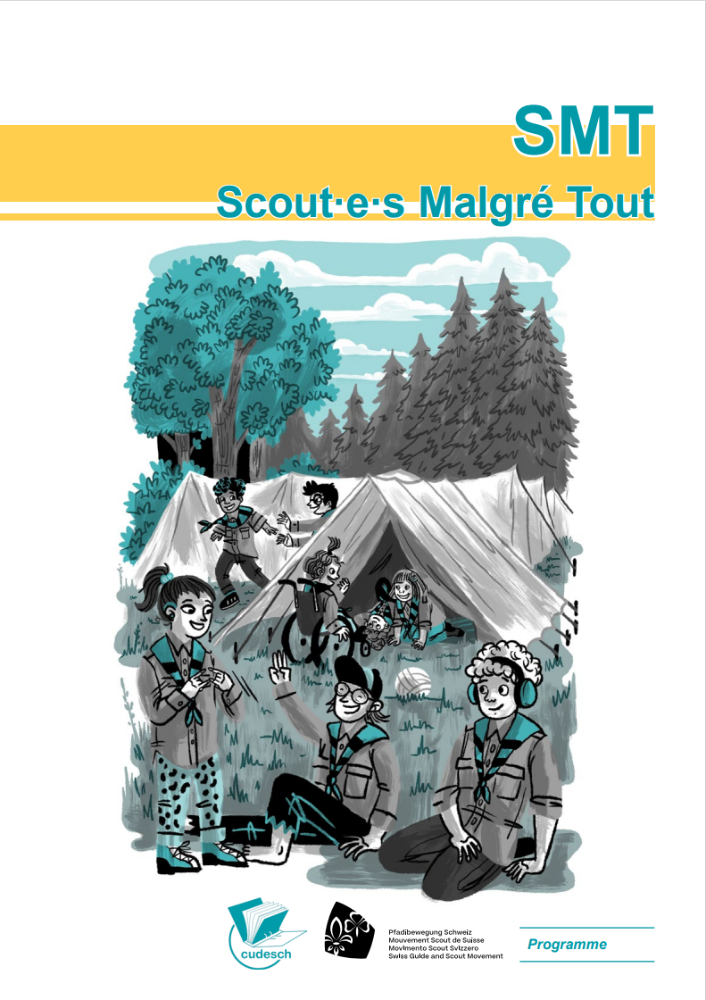 SMT
Scout·e·s Malgré Tout
cudesch
Pfadibewegung Schweiz
Mouvement Scout de Suisse
Movimento Scout Svizzero
Swiss Guide and Scout Movement
Programme